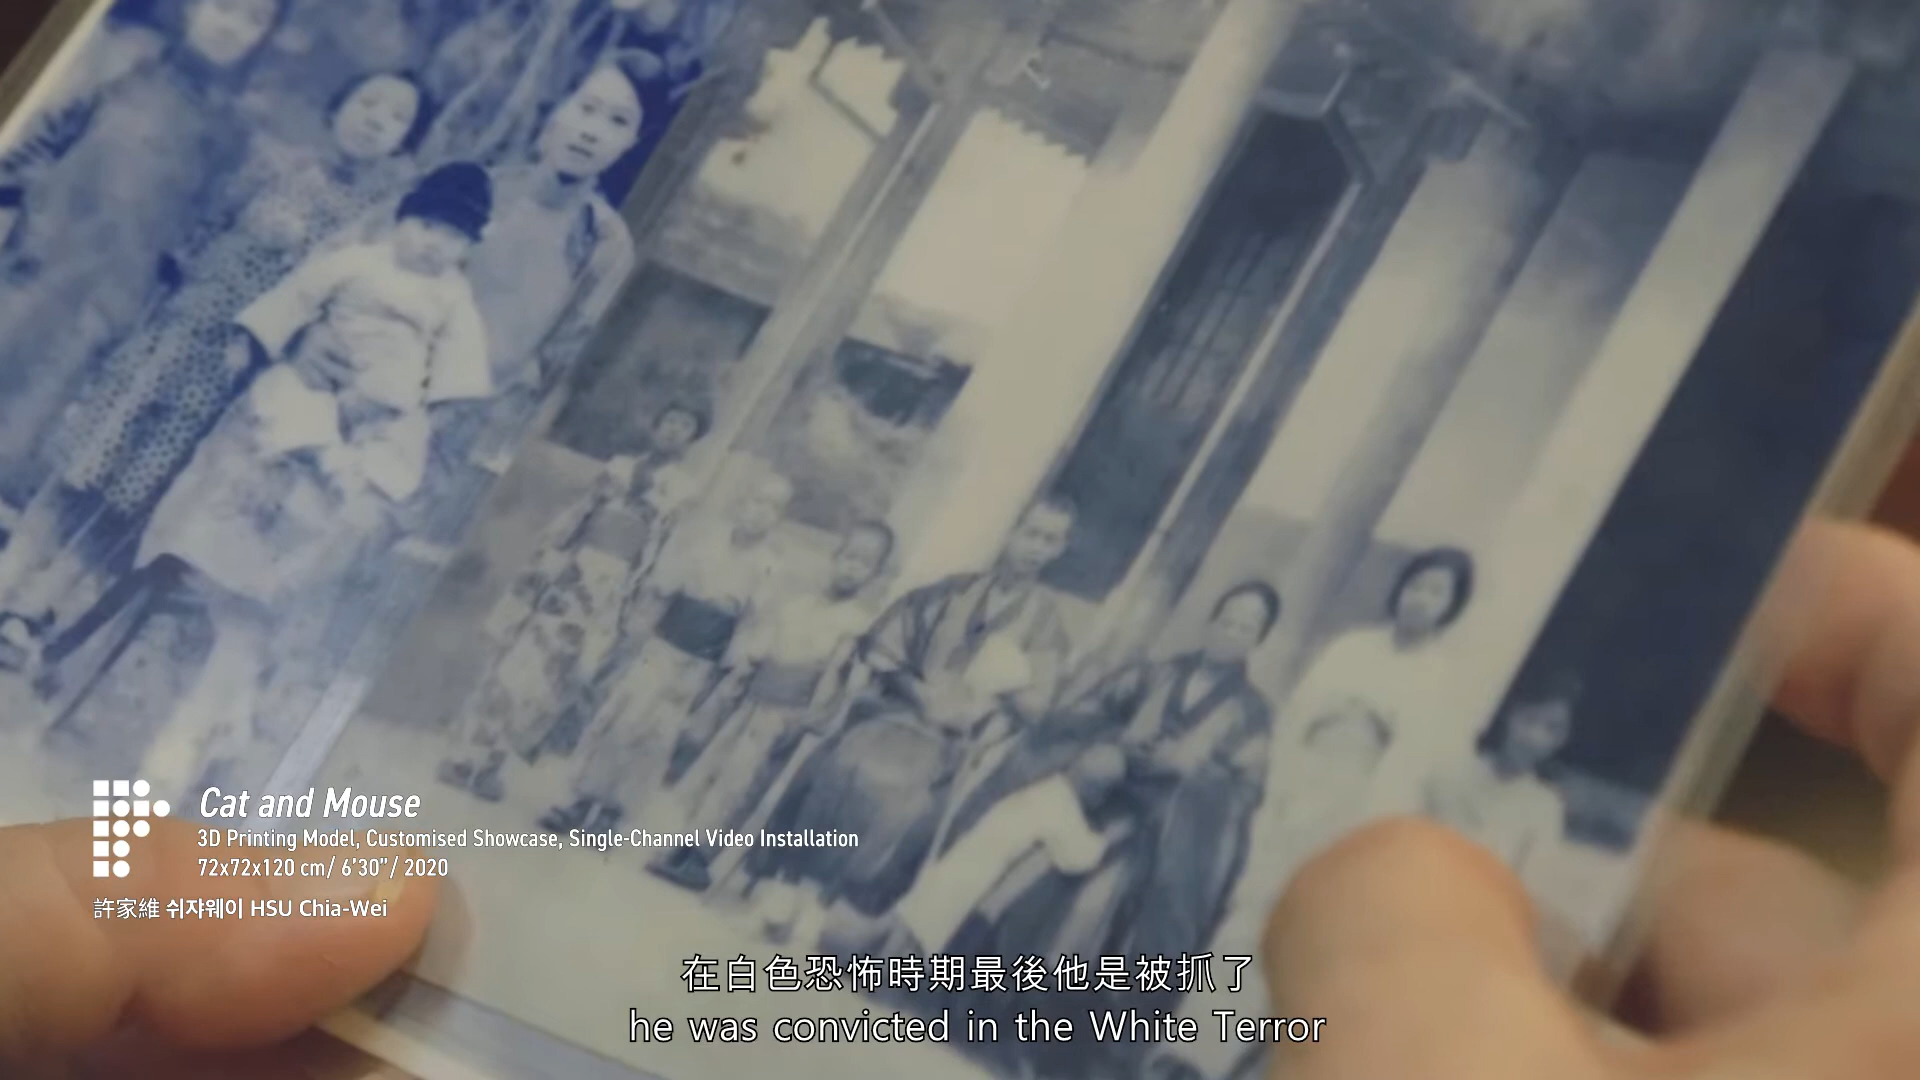 Cat and Mouse
3D Printing Model, Customised Showcase, Single-Channel Video Installation
72x72x120 cm/ 6'30"/ 2020
許家維 쉬쟈웨이 HSU Chia-Wei
在白色恐怖時期最後他是被抓了
he was convicted in the White Terror